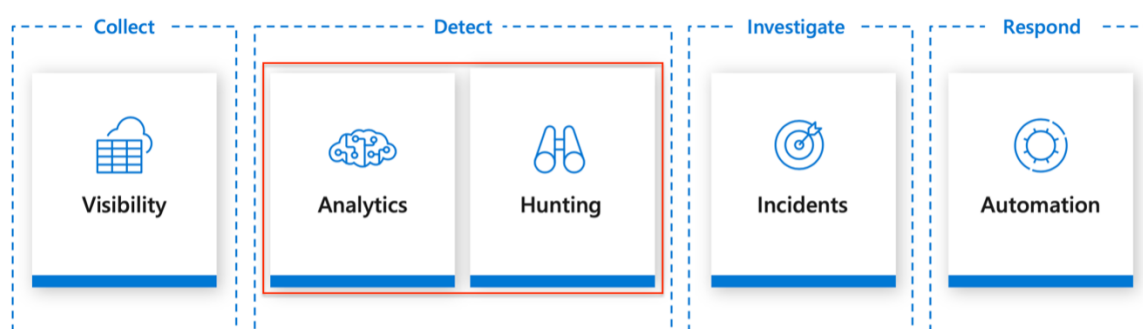 Collect
Detect
Investigate
Respond
Visibility
Analytics
Hunting
Incidents
Automation